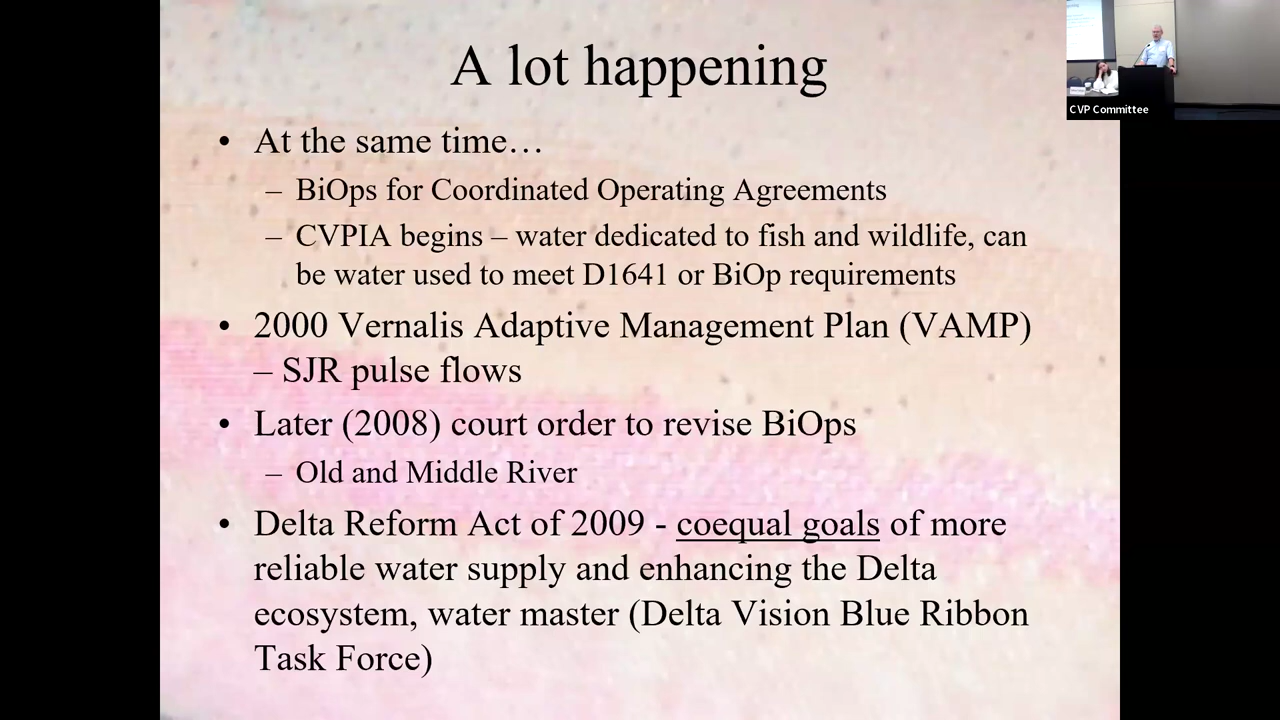 A lot happening
• At the same time…
– BiOps for Coordinated Operating Agreements
– CVPIA begins – water dedicated to fish and wildlife, can
be water used to meet D1641 or BiOp requirements
• 2000 Vernalis Adaptive Management Plan (VAMP)
– SJR pulse flows
• Later (2008) court order to revise BiOps
– Old and Middle River
• Delta Reform Act of 2009 - coequal goals of more
reliable water supply and enhancing the Delta
ecosystem, water master (Delta Vision Blue Ribbon
Task Force)
CVP Committee